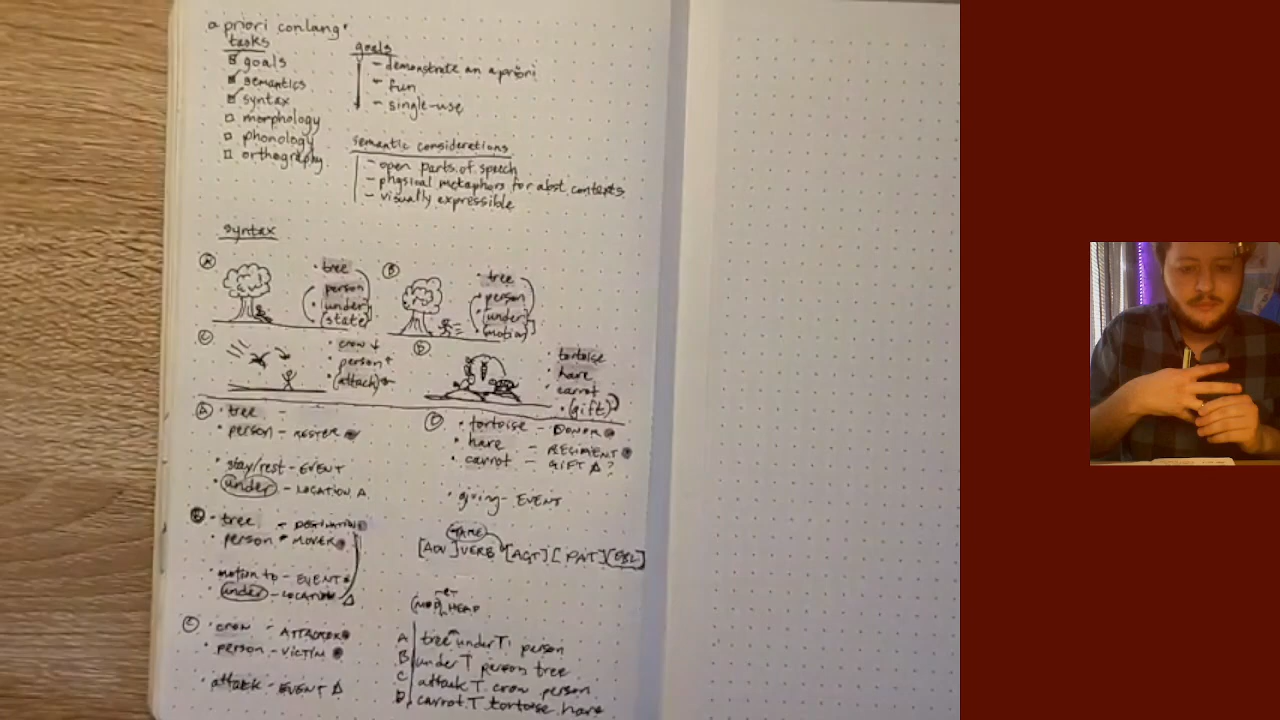 a priori conlang
tasks
goals
semantics
syntax
morphology
phonology
orthography
goals
- demonstrate an apriori
- fun
- single-use
semantic considerations
- open parts of speech
- physical metaphors for abst. contexts
- visually expressible
syntax
A
• tree
person
• under
(state)
B
• tree
person
• (under)
• motion
C
• crow ↓
• person
• (attack)
D
tortoise
hare
carrot
• (gift)
A • tree -
• person - RESTER
stay/rest - EVENT
under - LOCATION
B • tree - DESTINATION
person - MOVER
motion to - EVENT
• under - LOCATION
C • crow - ATTACKER
• person - VICTIM
• attack - EVENT
D • tortoise - DONOR
• hare - RECIPIENT
• carrot - GIFT ?
• giving - EVENT
TAME
[ADV] VERB [AGT] [PAT] [OBL]
(MOD) HEAD
A tree under T person
B under T person tree
C attack T crow person
D carrot T tortoise hare